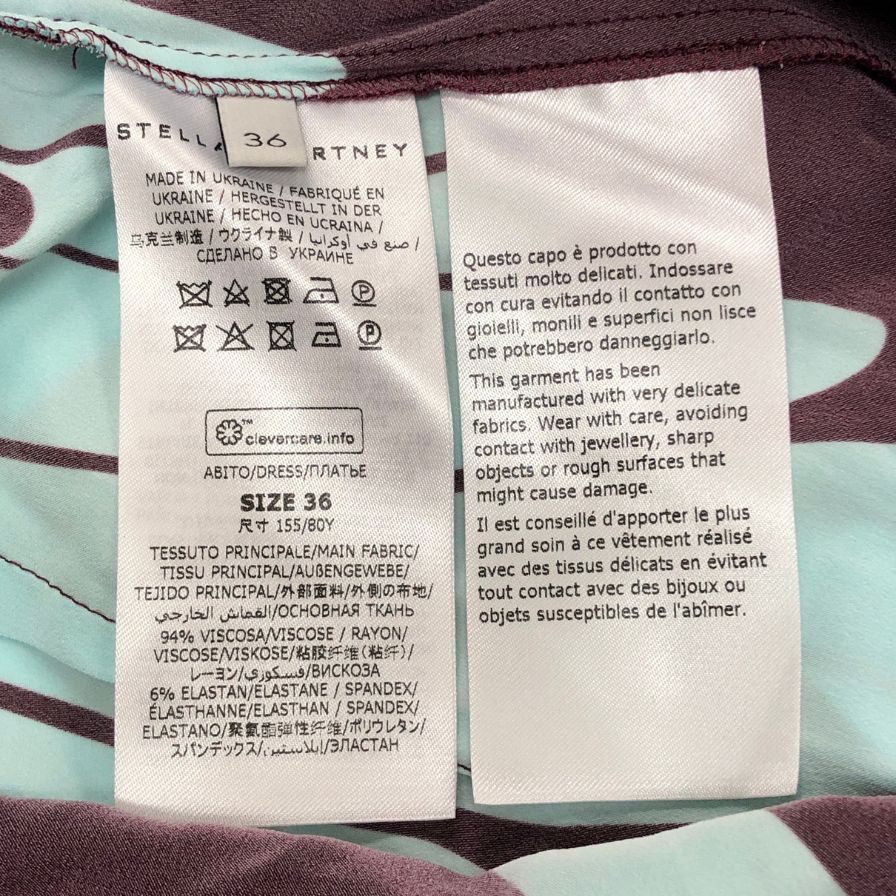 STELL
36
RTNEY
MADE IN UKRAINE / FABRIQUÉ EN
UKRAINE / HERGESTELLT IN DER
UKRAINE / HECHO EN UCRAINA /
乌克兰制造 / ウクライナ製 / صنع في أوكرانيا /
СДЕЛАНО В УКРАИНЕ
P
P
clevercare.info
ABITO/DRESS/ПЛАТЬЕ
SIZE 36
尺寸 155/80Y
TESSUTO PRINCIPALE/MAIN FABRIC/
TISSU PRINCIPAL/AUßENGEWEBE/
TEJIDO PRINCIPAL/外部面料/外側の布地/
القماش الخارجي/ОСНОВНАЯ ТКАНЬ
94% VISCOSA/VISCOSE / RAYON/
VISCOSE/VISKOSE/粘胶纤维(粘纤)/
レーヨン/فسكوزي/ВИСКОЗА
6% ELASTAN/ELASTANE / SPANDEX/
ÉLASTHANNE/ELASTHAN / SPANDEX/
ELASTANO/聚氨酯弹性纤维/ポリウレタン/
スパンデックス/إيلاستين/ЭЛАСТАН
Questo capo è prodotto con
tessuti molto delicati. Indossare
con cura evitando il contatto con
gioielli, monili e superfici non lisce
che potrebbero danneggiarlo.
This garment has been
manufactured with very delicate
fabrics. Wear with care, avoiding
contact with jewellery, sharp
objects or rough surfaces that
might cause damage.
Il est conseillé d'apporter le plus
grand soin à ce vêtement réalisé
avec des tissus délicats en évitant
tout contact avec des bijoux ou
objets susceptibles de l'abîmer.